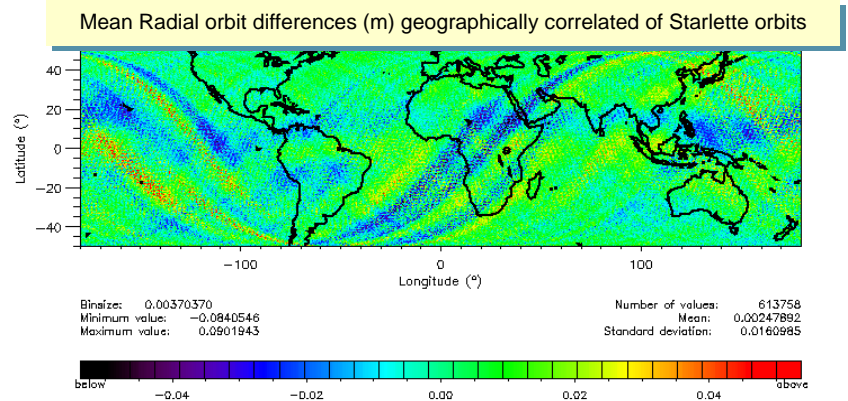 Mean Radial orbit differences (m) geographically correlated of Starlette orbits
40
20
0
−20
−40
Latitude (°)
−100 0 100
Longitude (°)
Binsize: 0.00370370
Minimum value: −0.0840546
Maximum value: 0.0901943
Number of values: 613758
Mean: 0.00247892
Standard deviation: 0.0160985
below above
−0.04 −0.02 0.00 0.02 0.04